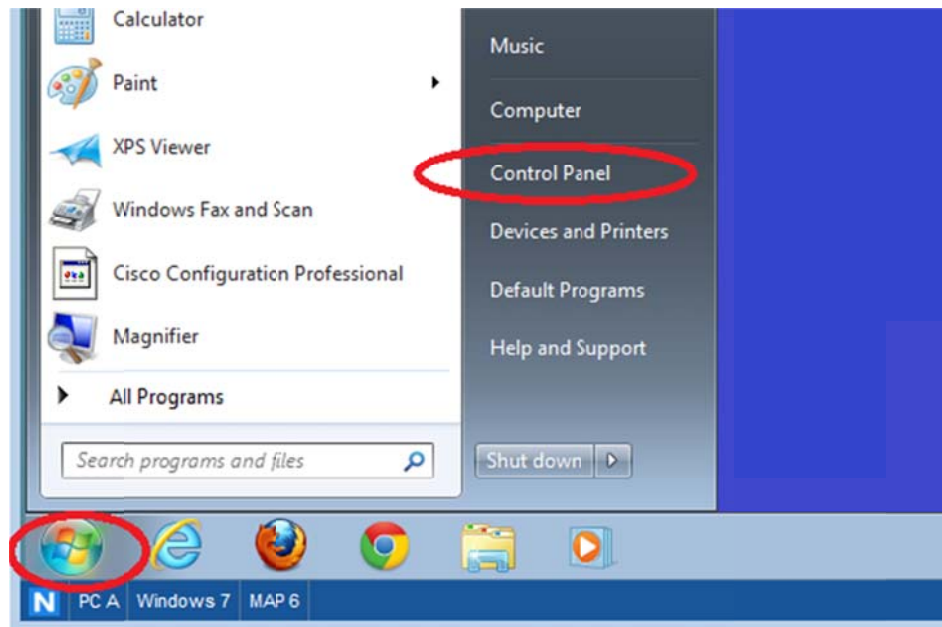 Calculator
Paint
XPS Viewer
Windows Fax and Scan
Cisco Configuration Professional
Magnifier
All Programs
Search programs and files
Music
Computer
Control Panel
Devices and Printers
Default Programs
Help and Support
Shut down
N PC A Windows 7 MAP 6